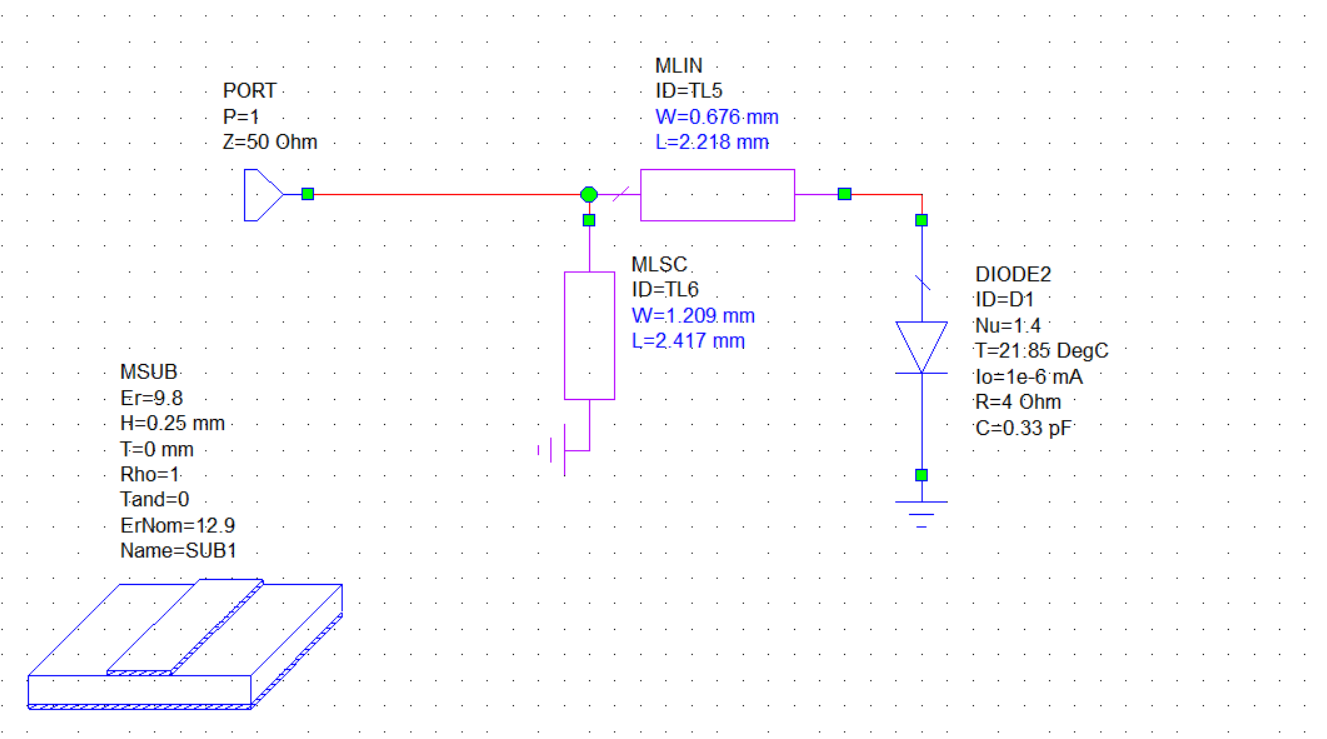 MLIN
ID=TL5
W=0.676 mm
L=2.218 mm
PORT
P=1
Z=50 Ohm
MLSC
ID=TL6
W=1.209 mm
L=2.417 mm
DIODE2
ID=D1
Nu=1.4
T=21.85 DegC
Io=1e-6 mA
R=4 Ohm
C=0.33 pF
MSUB
Er=9.8
H=0.25 mm
T=0 mm
Rho=1
Tand=0
ErNom=12.9
Name=SUB1